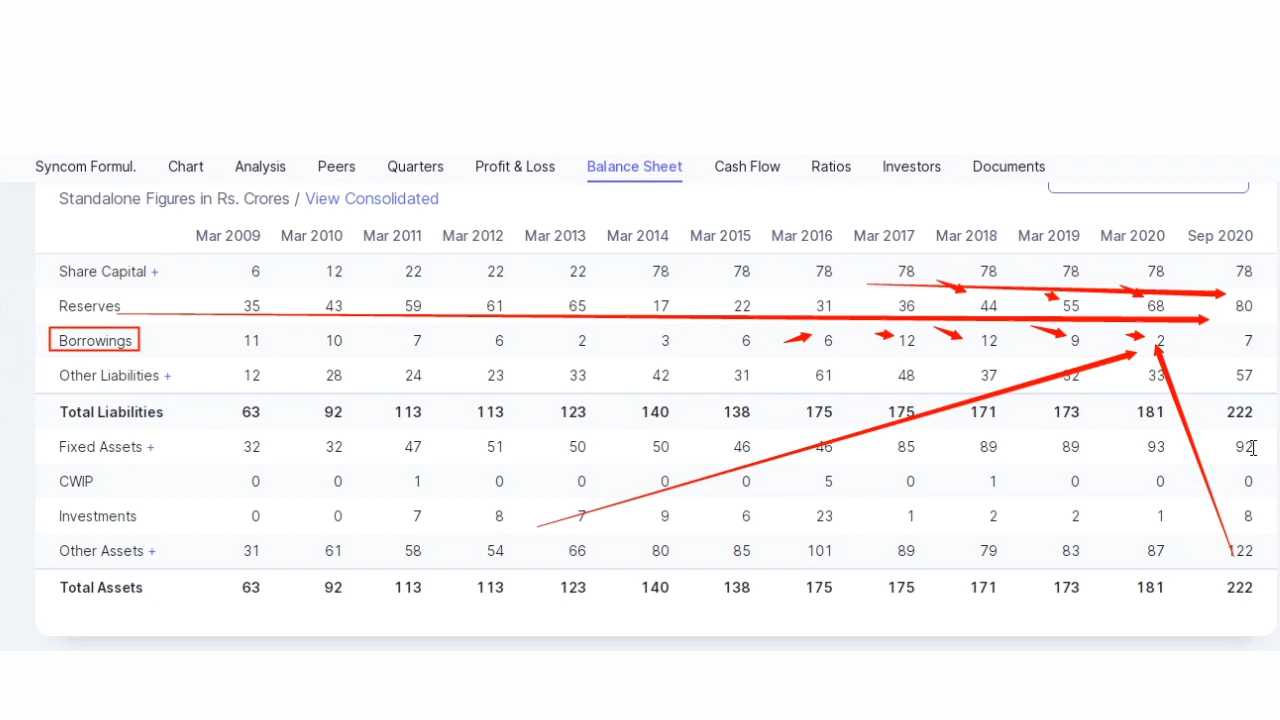 Syncom Formul. Chart Analysis Peers Quarters Profit & Loss Balance Sheet Cash Flow Ratios Investors Documents
Standalone Figures in Rs. Crores / View Consolidated
Mar 2009 Mar 2010 Mar 2011 Mar 2012 Mar 2013 Mar 2014 Mar 2015 Mar 2016 Mar 2017 Mar 2018 Mar 2019 Mar 2020 Sep 2020
Share Capital + 6 12 22 22 22 78 78 78 78 78 78 78 78
Reserves 35 43 59 61 65 17 22 31 36 44 55 68 80
Borrowings 11 10 7 6 2 3 6 6 12 12 9 2 7
Other Liabilities + 12 28 24 23 33 42 31 61 48 37 32 33 57
Total Liabilities 63 92 113 113 123 140 138 175 175 171 173 181 222
Fixed Assets + 32 32 47 51 50 50 46 46 85 89 89 93 92
CWIP 0 0 1 0 0 0 0 5 0 1 0 0 0
Investments 0 0 7 8 7 9 6 23 1 2 2 1 8
Other Assets + 31 61 58 54 66 80 85 101 89 79 83 87 122
Total Assets 63 92 113 113 123 140 138 175 175 171 173 181 222